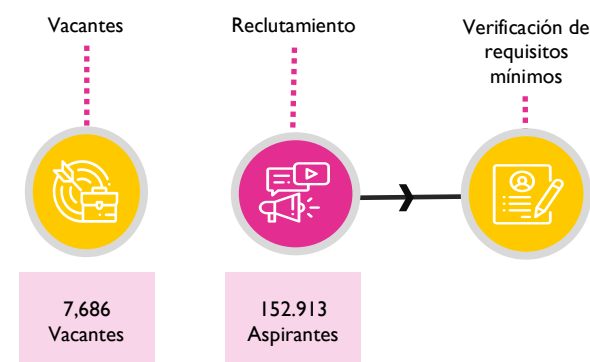 Vacantes
Reclutamiento
Verificación de
requisitos
mínimos
7,686
Vacantes
152.913
Aspirantes